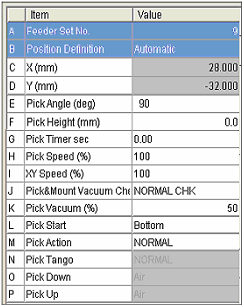 Item Value
A Feeder Set No. 9
B Position Definition Automatic
C X (mm) 28.000
D Y (mm) -32.000
E Pick Angle (deg) 90
F Pick Height (mm) 0.0
G Pick Timer sec 0.00
H Pick Speed (%) 100
I XY Speed (%) 100
J Pick&Mount Vacuum Che NORMAL CHK
K Pick Vacuum (%) 50
L Pick Start Bottom
M Pick Action NORMAL
N Pick Tango NORMAL
O Pick Down Air
P Pick Up Air